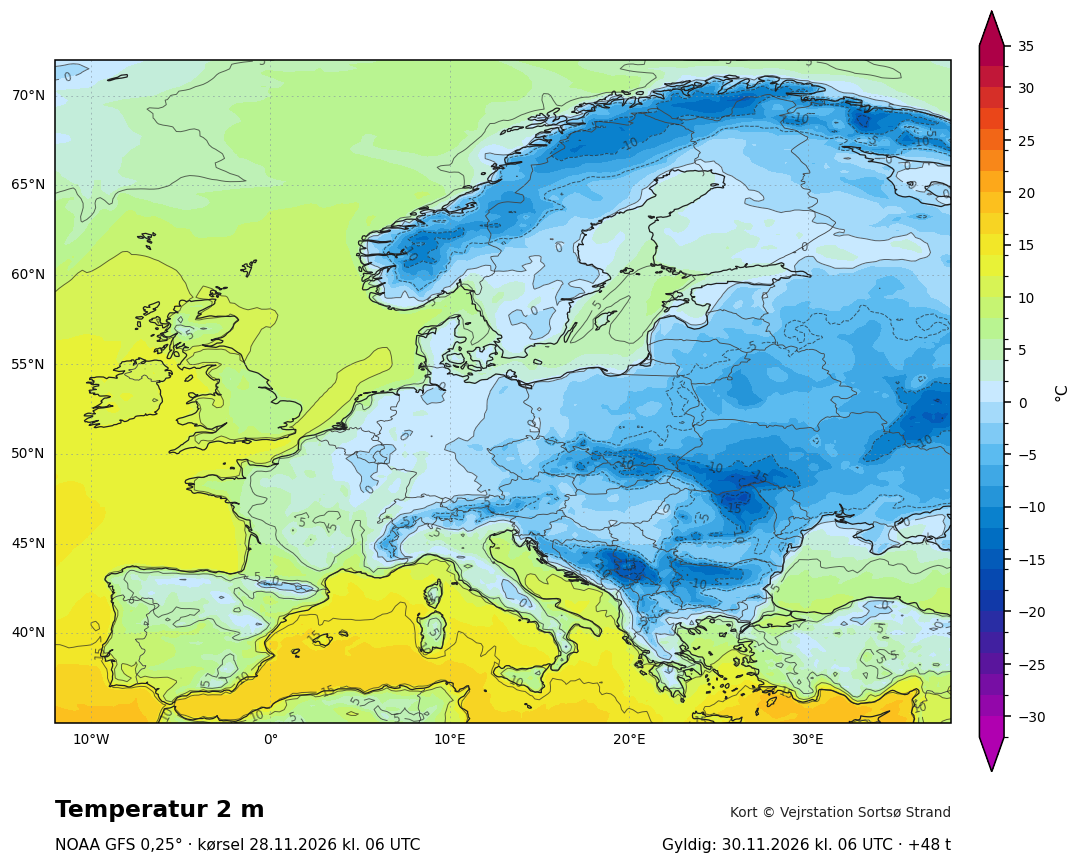 35
30
25
20
15
10
5
0
−5
−10
−15
−20
−25
−30
°C
70°N
65°N
60°N
55°N
50°N
45°N
40°N
10°W
0°
10°E
20°E
30°E
Temperatur 2 m
Kort © Vejrstation Sortsø Strand
NOAA GFS 0,25° · kørsel 28.11.2026 kl. 06 UTC
Gyldig: 30.11.2026 kl. 06 UTC · +48 t